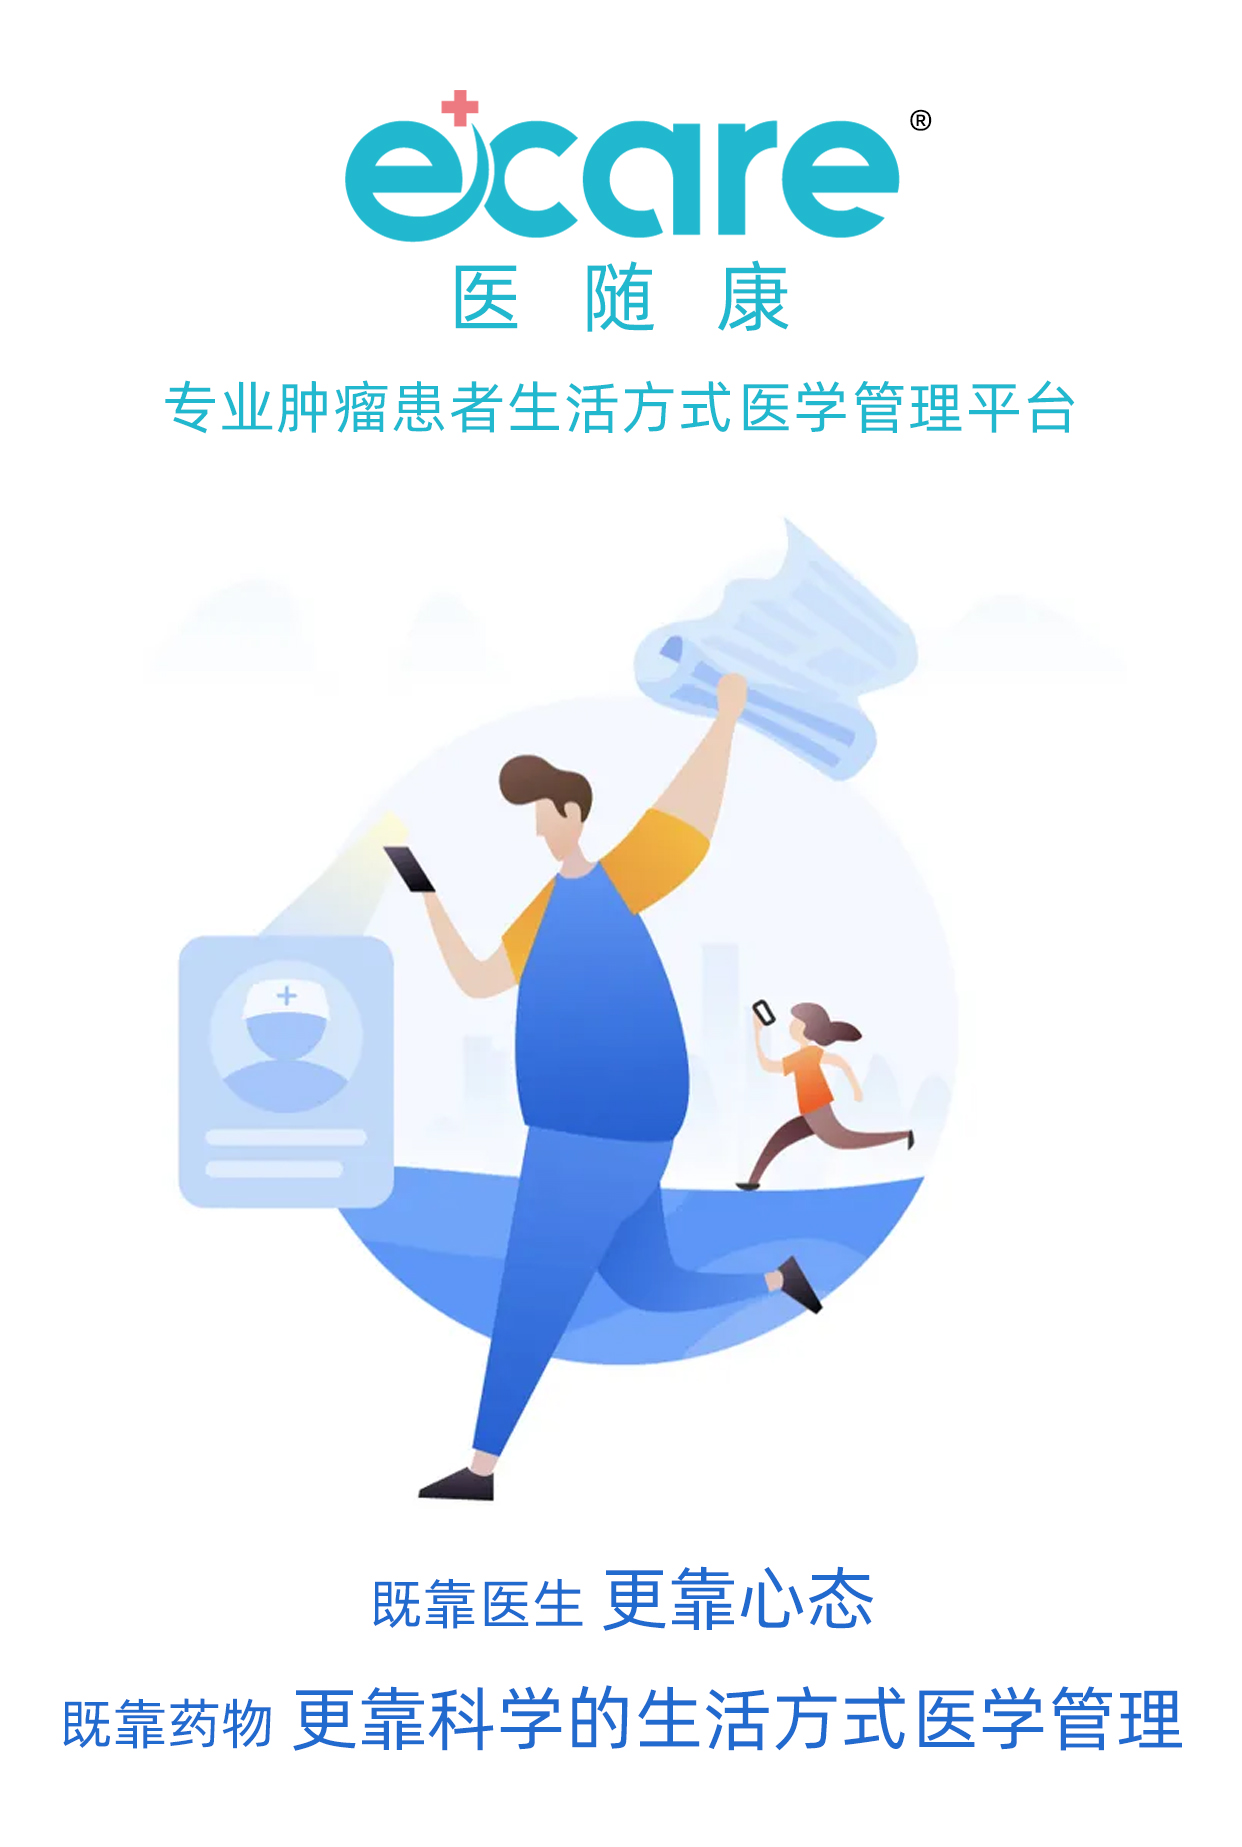 ecare®
医随康
专业肿瘤患者生活方式医学管理平台
既靠医生 更靠心态
既靠药物 更靠科学的生活方式医学管理